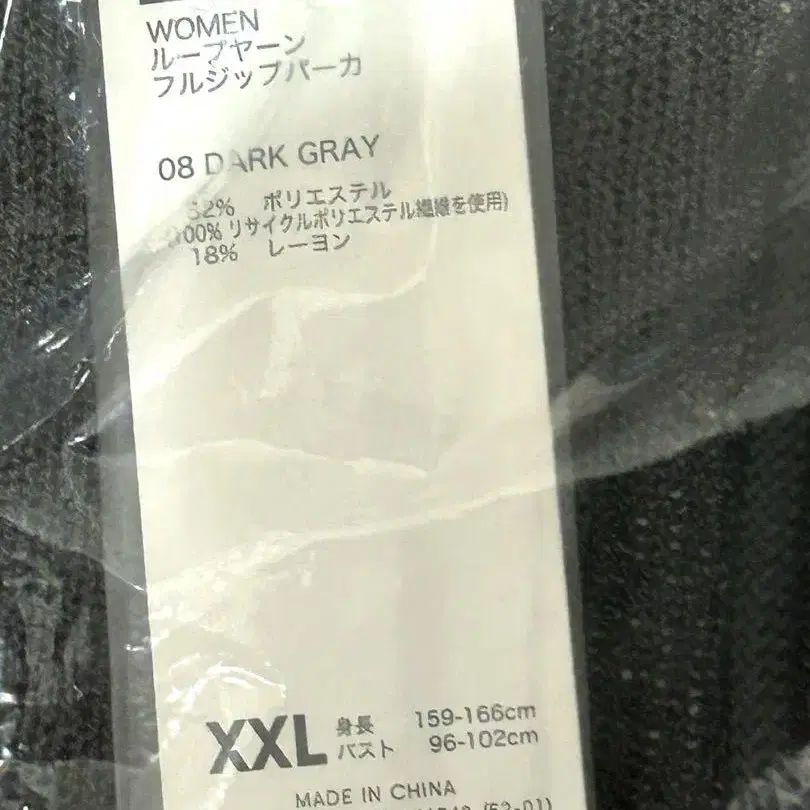 WOMEN
ループヤーン
フルジップパーカ
08 DARK GRAY
ポリエステル
リサイクルポリエステル繊維を使用)
18% レーヨン
XXL 身長 159-166cm
バスト 96-102cm
MADE IN CHINA
(53-01)